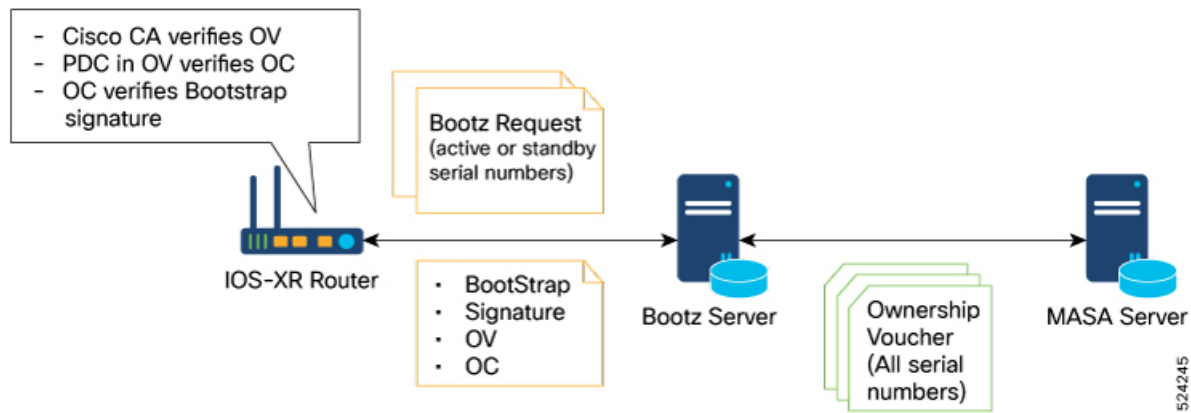 - Cisco CA verifies OV
- PDC in OV verifies OC
- OC verifies Bootstrap
signature
Bootz Request
(active or standby
serial numbers)
IOS-XR Router
· BootStrap
· Signature
· OV
· OC
Bootz Server
Ownership
Voucher
(All serial
numbers)
MASA Server
524245